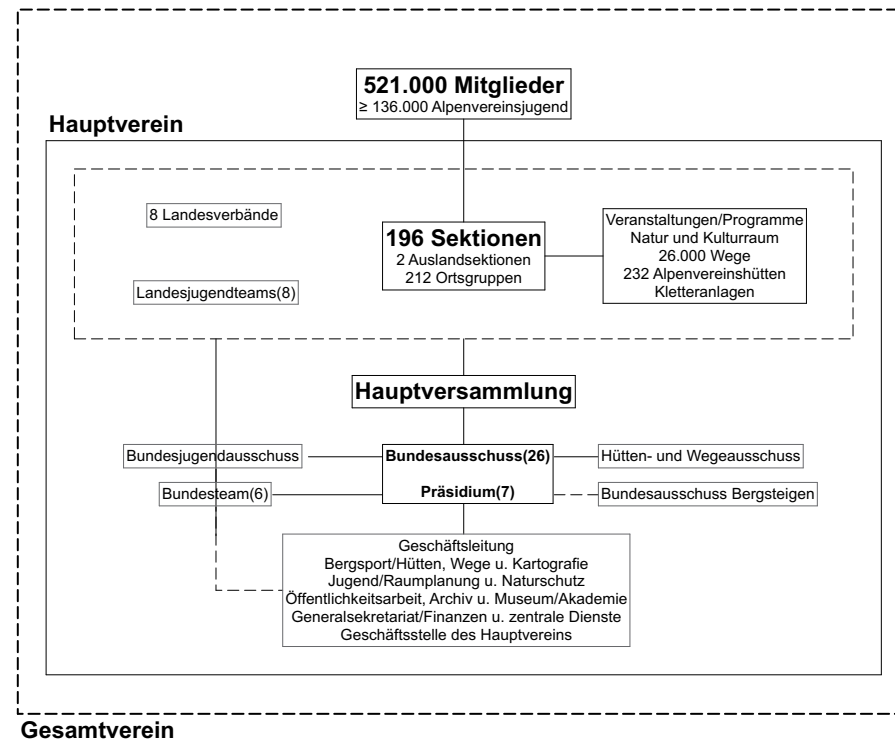 521.000 Mitglieder
≥ 136.000 Alpenvereinsjugend
Hauptverein
8 Landesverbände
196 Sektionen
2 Auslandsektionen
212 Ortsgruppen
Veranstaltungen/Programme
Natur und Kulturraum
26.000 Wege
232 Alpenvereinshütten
Kletteranlagen
Landesjugendteams(8)
Hauptversammlung
Bundesjugendausschuss
Bundesausschuss(26)
Hütten- und Wegeausschuss
Bundesteam(6)
Präsidium(7)
Bundesausschuss Bergsteigen
Geschäftsleitung
Bergsport/Hütten, Wege u. Kartografie
Jugend/Raumplanung u. Naturschutz
Öffentlichkeitsarbeit, Archiv u. Museum/Akademie
Generalsekretariat/Finanzen u. zentrale Dienste
Geschäftsstelle des Hauptvereins
Gesamtverein